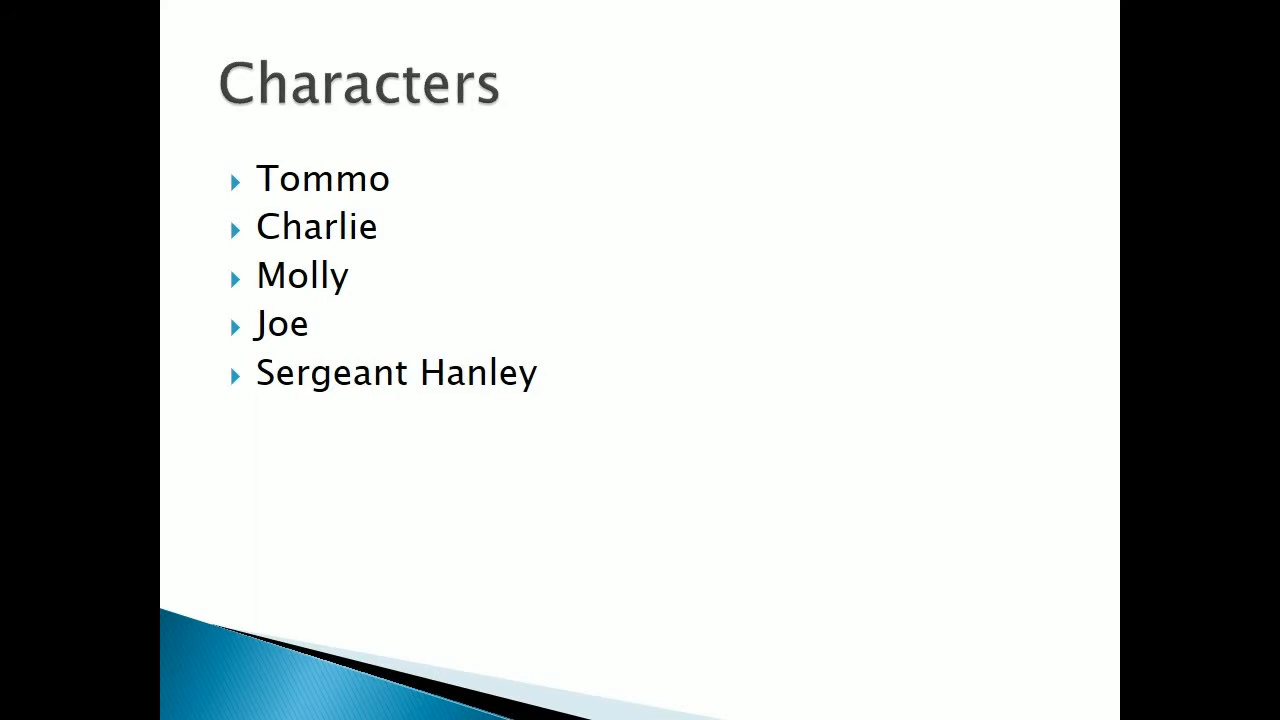 Characters
Tommo
Charlie
Molly
Joe
Sergeant Hanley